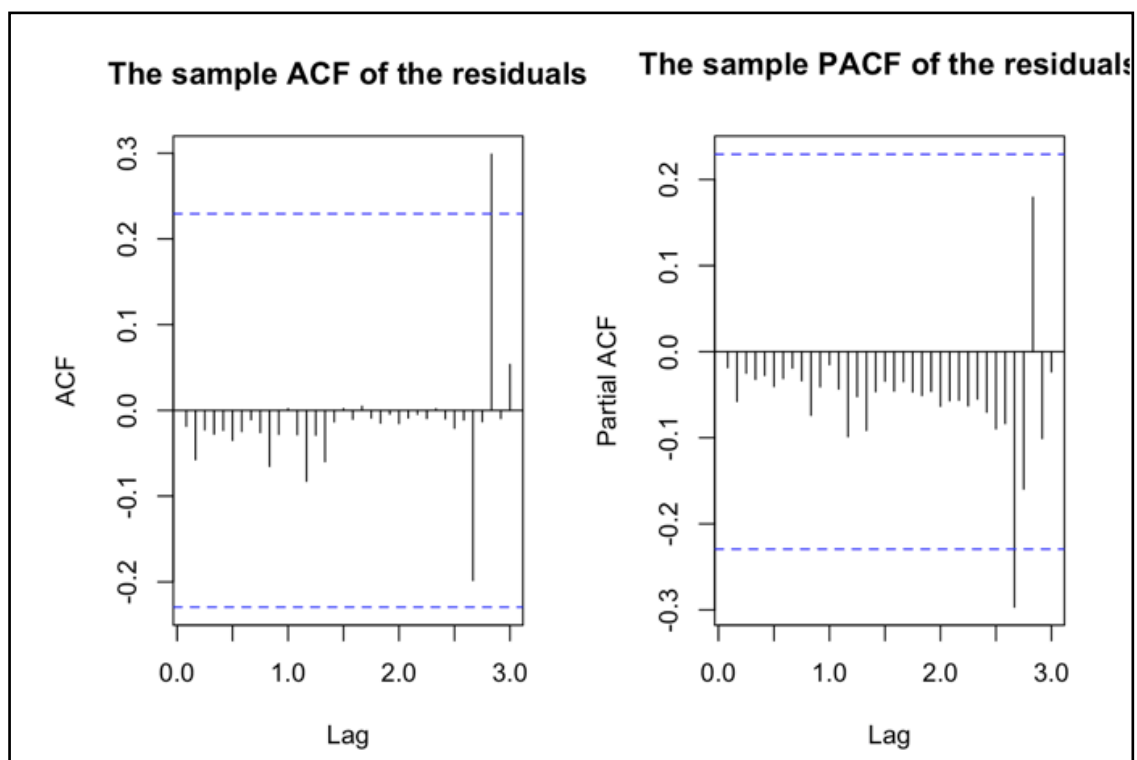 The sample ACF of the residuals
ACF
0.3
0.2
0.1
0.0
-0.1
-0.2
0.0 1.0 2.0 3.0
Lag
The sample PACF of the residuals
Partial ACF
0.2
0.1
0.0
-0.1
-0.2
-0.3
0.0 1.0 2.0 3.0
Lag